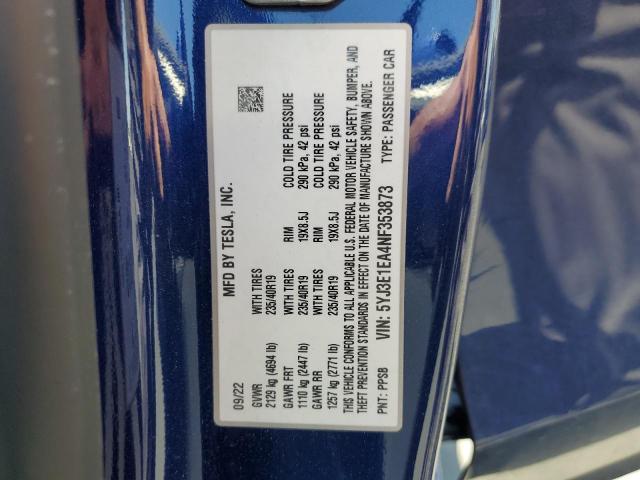 MFD BY TESLA, INC.
09/22
GVWR WITH TIRES RIM COLD TIRE PRESSURE
2129 kg (4694 lb) 235/40R19 19X8.5J 290 kPa, 42 psi
GAWR FRT WITH TIRES RIM COLD TIRE PRESSURE
1110 kg (2447 lb) 235/40R19 19X8.5J 290 kPa, 42 psi
GAWR RR WITH TIRES
1257 kg (2771 lb) 235/40R19
THIS VEHICLE CONFORMS TO ALL APPLICABLE U.S. FEDERAL MOTOR VEHICLE SAFETY, BUMPER, AND
THEFT PREVENTION STANDARDS IN EFFECT ON THE DATE OF MANUFACTURE SHOWN ABOVE.
VIN: 5YJ3E1EA4NF353873
PNT: PPSB TYPE: PASSENGER CAR